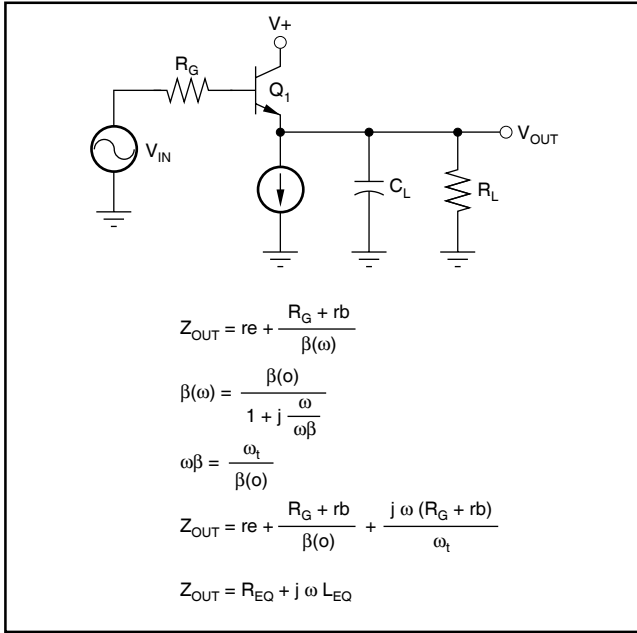 V+
R_G
Q_1
V_IN
V_OUT
C_L
R_L
Z_OUT = re + (R_G + rb) / β(ω)
β(ω) = β(o) / (1 + j ω/ωβ)
ωβ = ω_t / β(o)
Z_OUT = re + (R_G + rb) / β(o) + j ω (R_G + rb) / ω_t
Z_OUT = R_EQ + j ω L_EQ